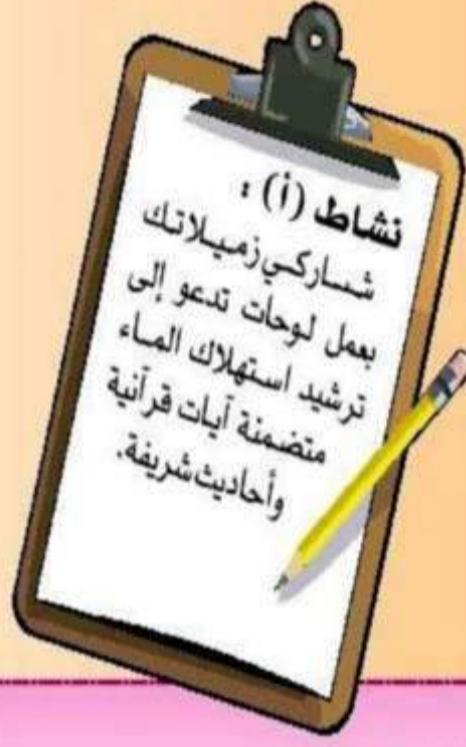 نشاط (أ) :
شاركي زميلاتك
بعمل لوحات تدعو إلى
ترشيد استهلاك الماء
متضمنة آيات قرآنية
وأحاديث شريفة.